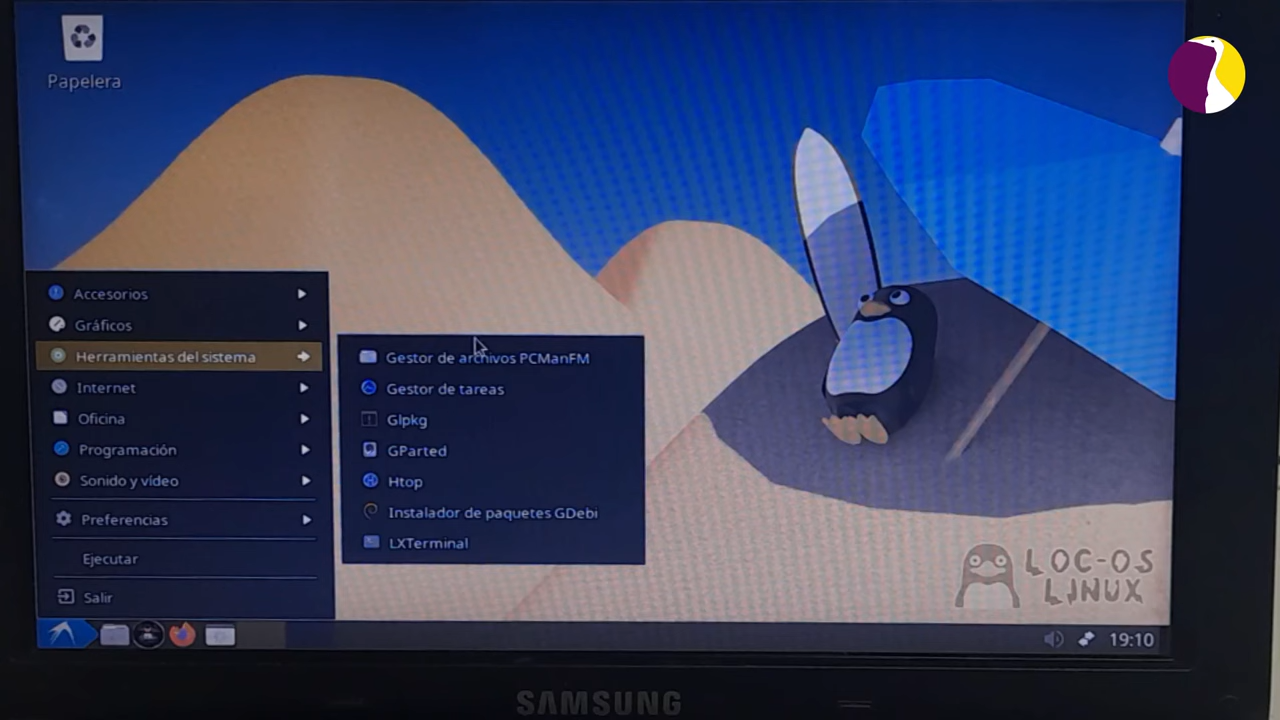 Papelera
Accesorios
Gráficos
Herramientas del sistema
Internet
Oficina
Programación
Sonido y vídeo
Preferencias
Ejecutar
Salir
Gestor de archivos PCManFM
Gestor de tareas
Glpkg
GParted
Htop
Instalador de paquetes GDebi
LXTerminal
LOC-OS
LINUX
19:10
SAMSUNG